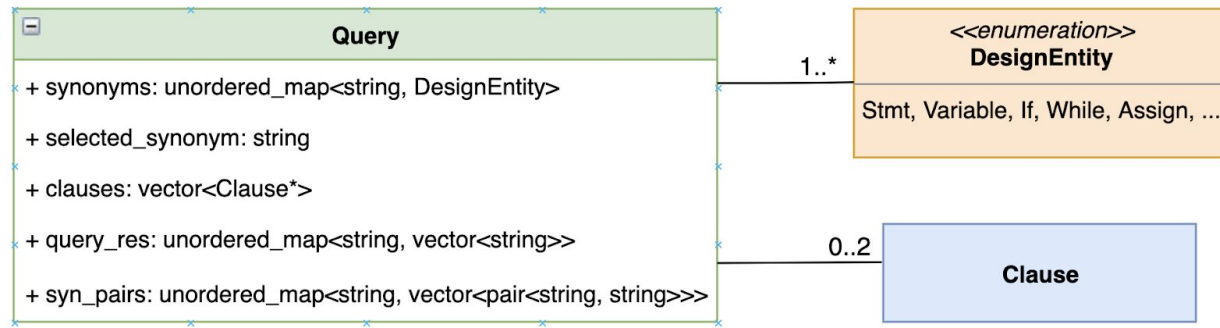 Query
+ synonyms: unordered_map<string, DesignEntity>
+ selected_synonym: string
+ clauses: vector<Clause*>
+ query_res: unordered_map<string, vector<string>>
+ syn_pairs: unordered_map<string, vector<pair<string, string>>>
1..*
<<enumeration>>
DesignEntity
Stmt, Variable, If, While, Assign, ...
0..2
Clause